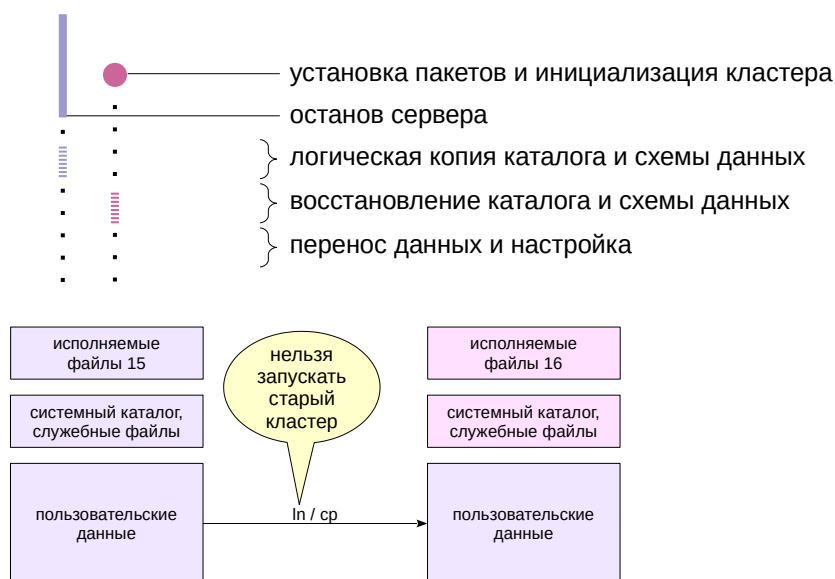 установка пакетов и инициализация кластера
останов сервера
логическая копия каталога и схемы данных
восстановление каталога и схемы данных
перенос данных и настройка
исполняемые
файлы 15
нельзя
запускать
старый
кластер
исполняемые
файлы 16
системный каталог,
служебные файлы
системный каталог,
служебные файлы
пользовательские
данные
ln / cp
пользовательские
данные